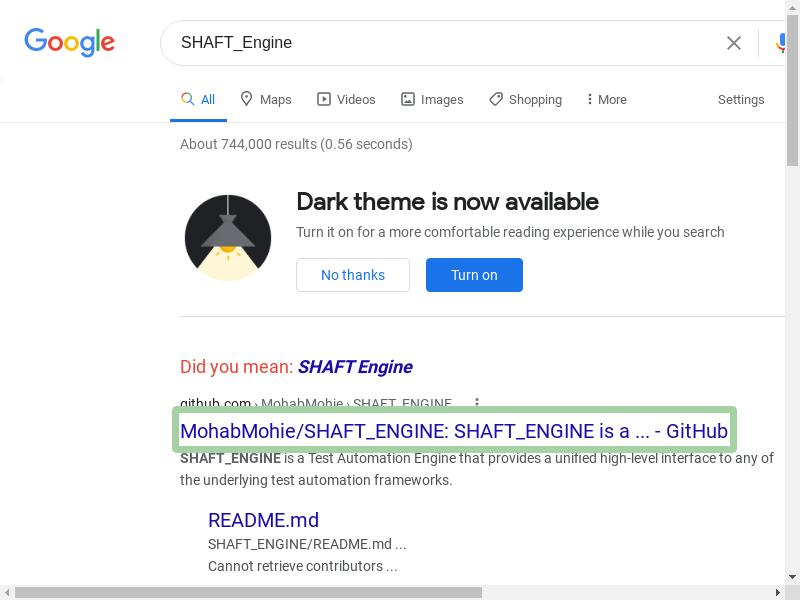 Google
SHAFT_Engine
All Maps Videos Images Shopping More Settings
About 744,000 results (0.56 seconds)
Dark theme is now available
Turn it on for a more comfortable reading experience while you search
No thanks Turn on
Did you mean: SHAFT Engine
github.com › MohabMohie › SHAFT_ENGINE
MohabMohie/SHAFT_ENGINE: SHAFT_ENGINE is a ... - GitHub
SHAFT_ENGINE is a Test Automation Engine that provides a unified high-level interface to any of
the underlying test automation frameworks.
README.md
SHAFT_ENGINE/README.md ...
Cannot retrieve contributors ...